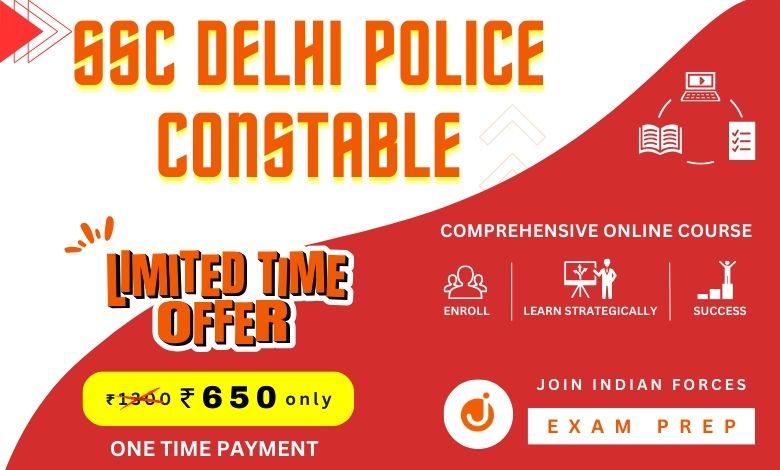 SSC DELHI POLICE
CONSTABLE
LIMITED TIME
OFFER
₹1300 ₹650 only
ONE TIME PAYMENT
COMPREHENSIVE ONLINE COURSE
ENROLL
LEARN STRATEGICALLY
SUCCESS
JOIN INDIAN FORCES
EXAM PREP